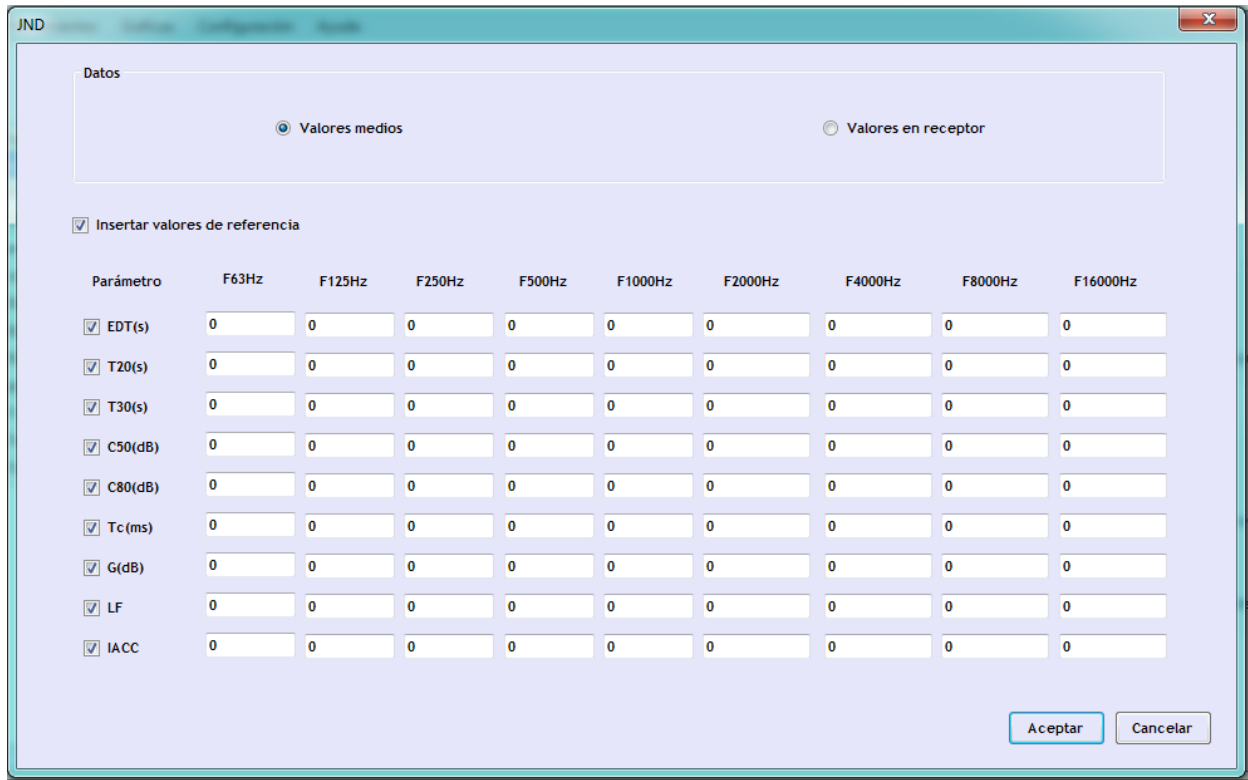 JND
Gráficas Configuración Ayuda
Datos
Valores medios Valores en receptor
Insertar valores de referencia
Parámetro F63Hz F125Hz F250Hz F500Hz F1000Hz F2000Hz F4000Hz F8000Hz F16000Hz
EDT(s) 0 0 0 0 0 0 0 0 0
T20(s) 0 0 0 0 0 0 0 0 0
T30(s) 0 0 0 0 0 0 0 0 0
C50(dB) 0 0 0 0 0 0 0 0 0
C80(dB) 0 0 0 0 0 0 0 0 0
Tc(ms) 0 0 0 0 0 0 0 0 0
G(dB) 0 0 0 0 0 0 0 0 0
LF 0 0 0 0 0 0 0 0 0
IACC 0 0 0 0 0 0 0 0 0
Aceptar Cancelar